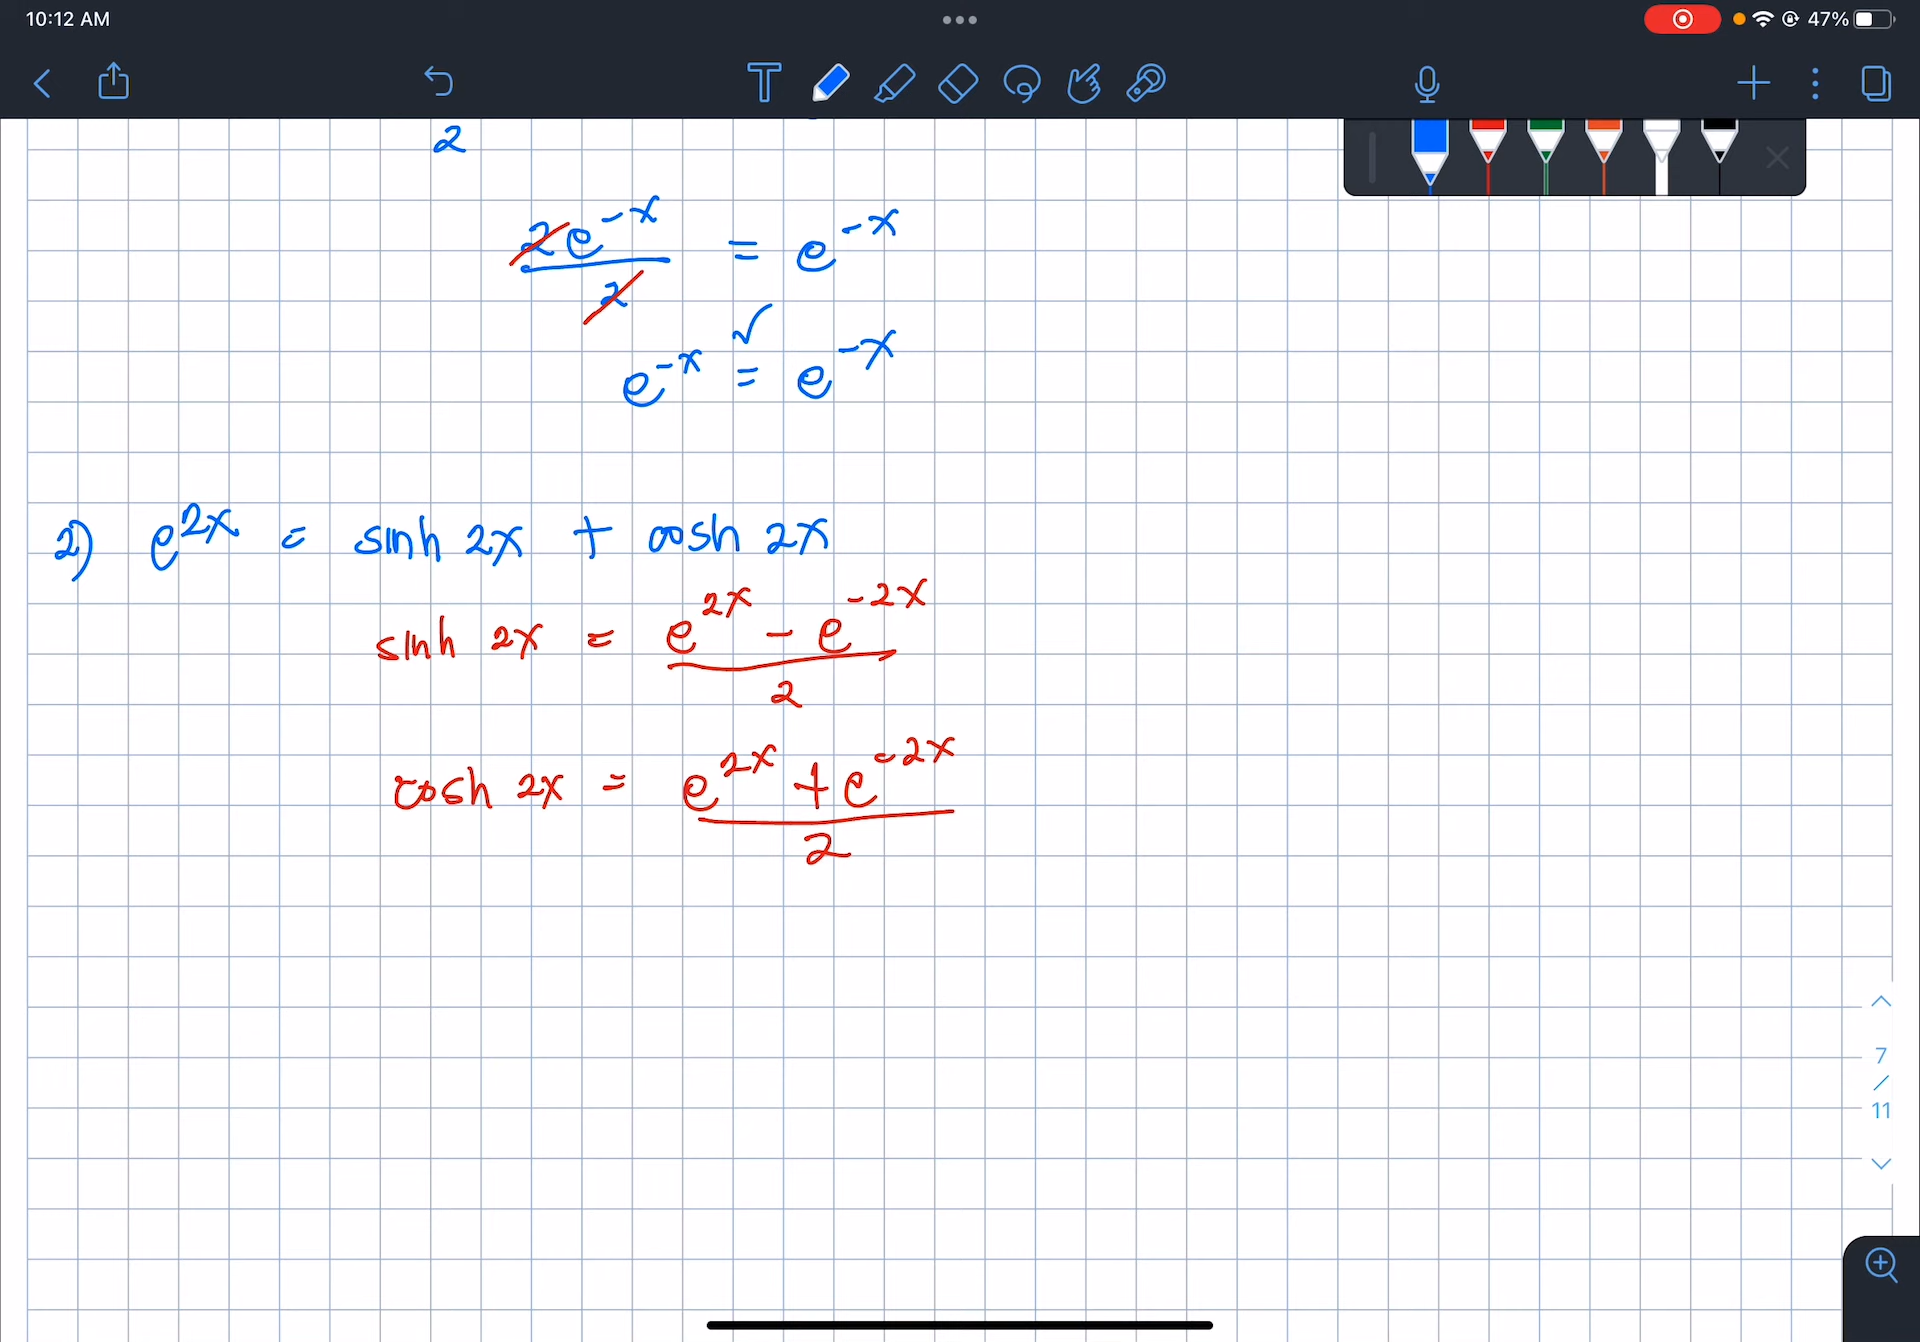 10:12 AM
47%
2
2e^{-x} / 2 = e^{-x}
✓
e^{-x} = e^{-x}
2) e^{2x} = sinh 2x + cosh 2x
sinh 2x = e^{2x} - e^{-2x} / 2
cosh 2x = e^{2x} + e^{-2x} / 2
7
/
11